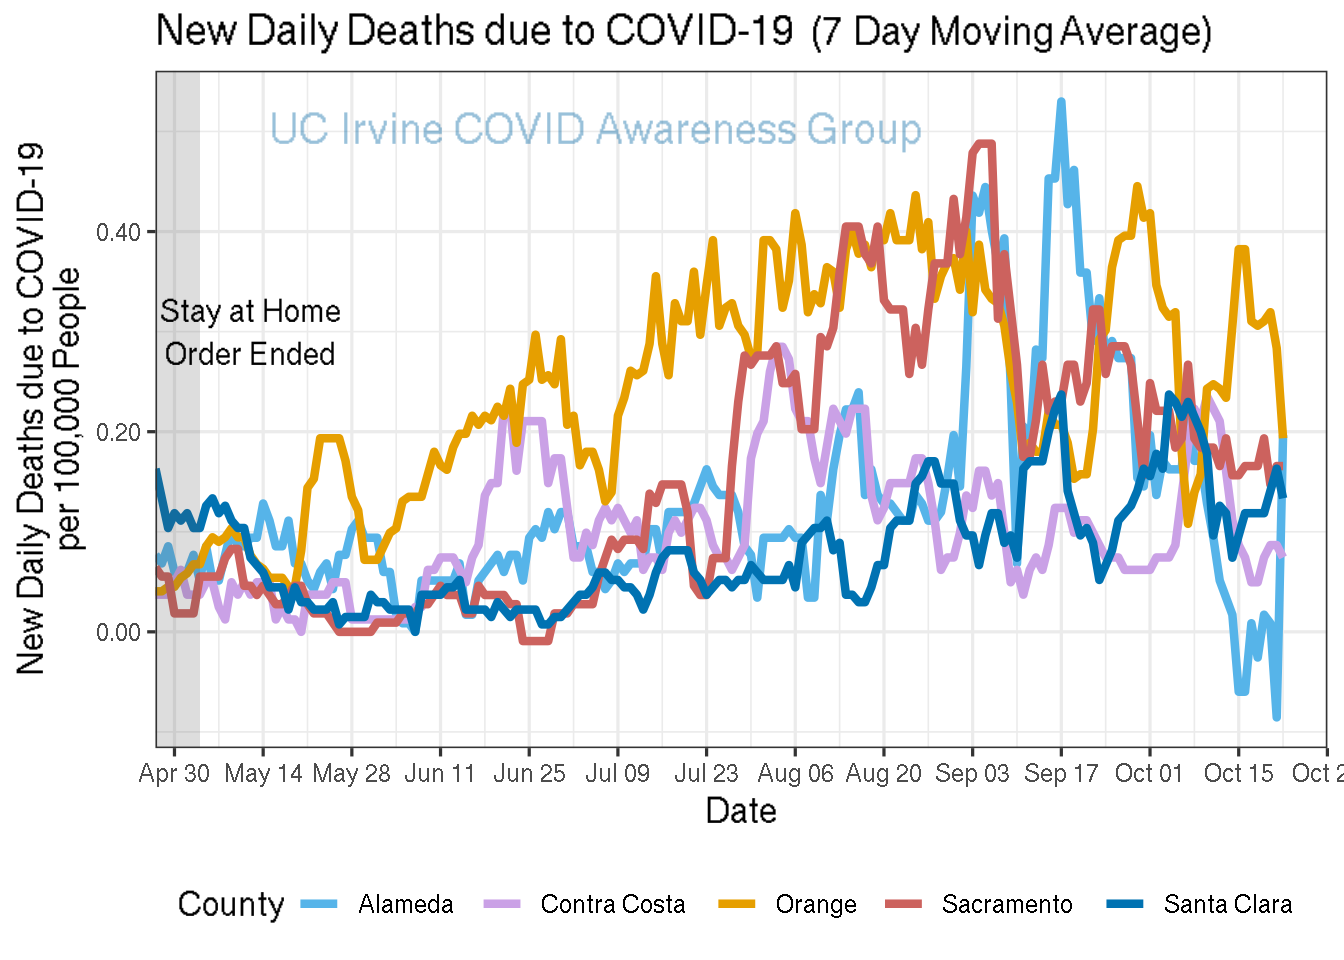 New Daily Deaths due to COVID-19 (7 Day Moving Average)
UC Irvine COVID Awareness Group
New Daily Deaths due to COVID-19
per 100,000 People
0.40
0.20
0.00
Stay at Home
Order Ended
Apr 30 May 14 May 28 Jun 11 Jun 25 Jul 09 Jul 23 Aug 06 Aug 20 Sep 03 Sep 17 Oct 01 Oct 15 Oct
Date
County Alameda Contra Costa Orange Sacramento Santa Clara